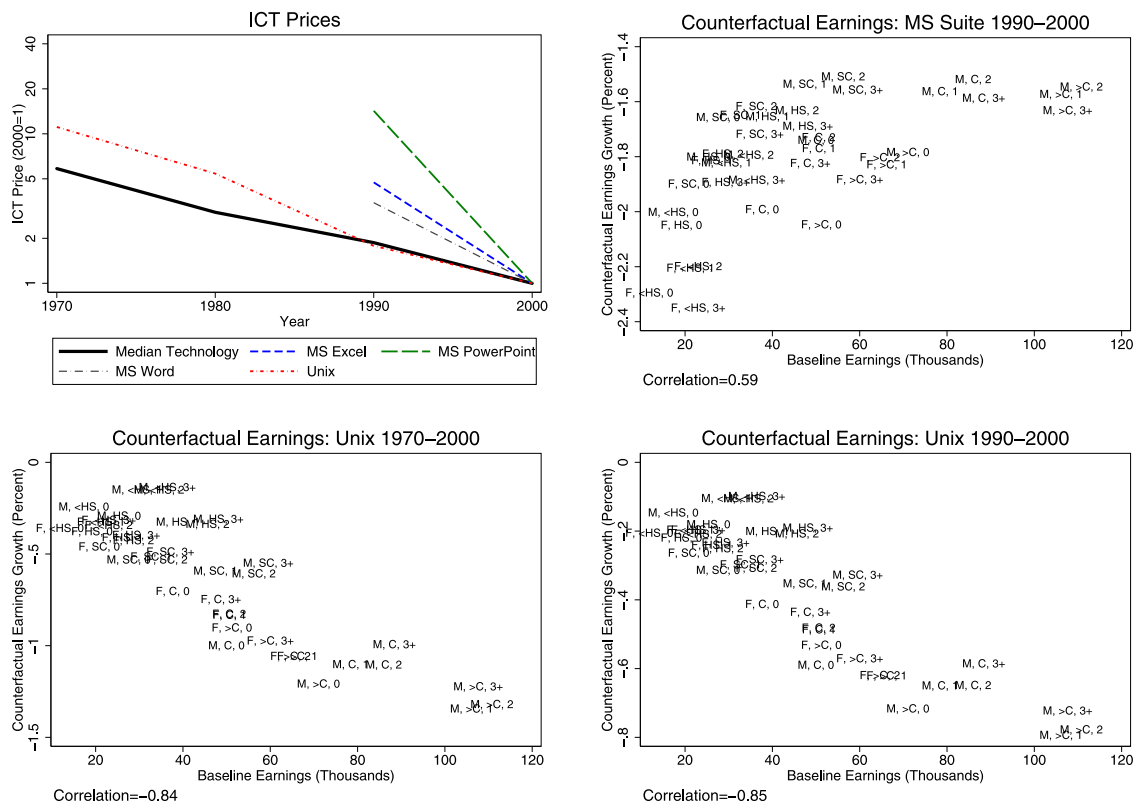 ICT Prices
ICT Price (2000=1)
40
20
10
5
2
1
1970
1980
1990
2000
Year
Median Technology
MS Excel
MS PowerPoint
MS Word
Unix
Counterfactual Earnings: MS Suite 1990–2000
Counterfactual Earnings Growth (Percent)
-1.4
-1.6
-1.8
-2
-2.2
-2.4
M, SC, 2
M, SC, 1
M, SC, 3+
M, C, 2
M, C, 1
M, C, 3+
M, >C, 2
M, >C, 1
M, >C, 3+
F, SC, 2
M, HS, 2
M, HS, 3+
F, SC, 3+
F, C, 2
F, C, 1
M, >C, 0
M, <HS, 1
F, C, 3+
F, >C, 1
F, SC, 0
F, >C, 3+
M, <HS, 0
F, C, 0
F, HS, 0
F, >C, 0
F, <HS, 0
F, <HS, 3+
20
40
60
80
100
120
Baseline Earnings (Thousands)
Correlation=0.59
Counterfactual Earnings: Unix 1970–2000
Counterfactual Earnings Growth (Percent)
0
-.5
-1
-1.5
M, <HS, 0
M, HS, 0
M, HS, 3+
M, HS, 2
F, SC, 0
M, SC, 3+
M, SC, 1
M, SC, 2
F, C, 0
F, C, 3+
F, >C, 0
F, >C, 3+
M, C, 0
M, C, 3+
M, C, 1
M, C, 2
M, >C, 0
M, >C, 3+
M, >C, 2
M, >C, 1
20
40
60
80
100
120
Baseline Earnings (Thousands)
Correlation=−0.84
Counterfactual Earnings: Unix 1990–2000
Counterfactual Earnings Growth (Percent)
0
-.2
-.4
-.6
-.8
M, <HS, 0
M, HS, 0
M, HS, 3+
M, HS, 2
F, SC, 0
M, SC, 0
M, SC, 3+
M, SC, 1
M, SC, 2
F, C, 0
F, C, 3+
F, >C, 0
F, >C, 3+
M, C, 0
M, C, 3+
M, C, 1
M, C, 2
M, >C, 0
M, >C, 3+
M, >C, 2
M, >C, 1
20
40
60
80
100
120
Baseline Earnings (Thousands)
Correlation=−0.85